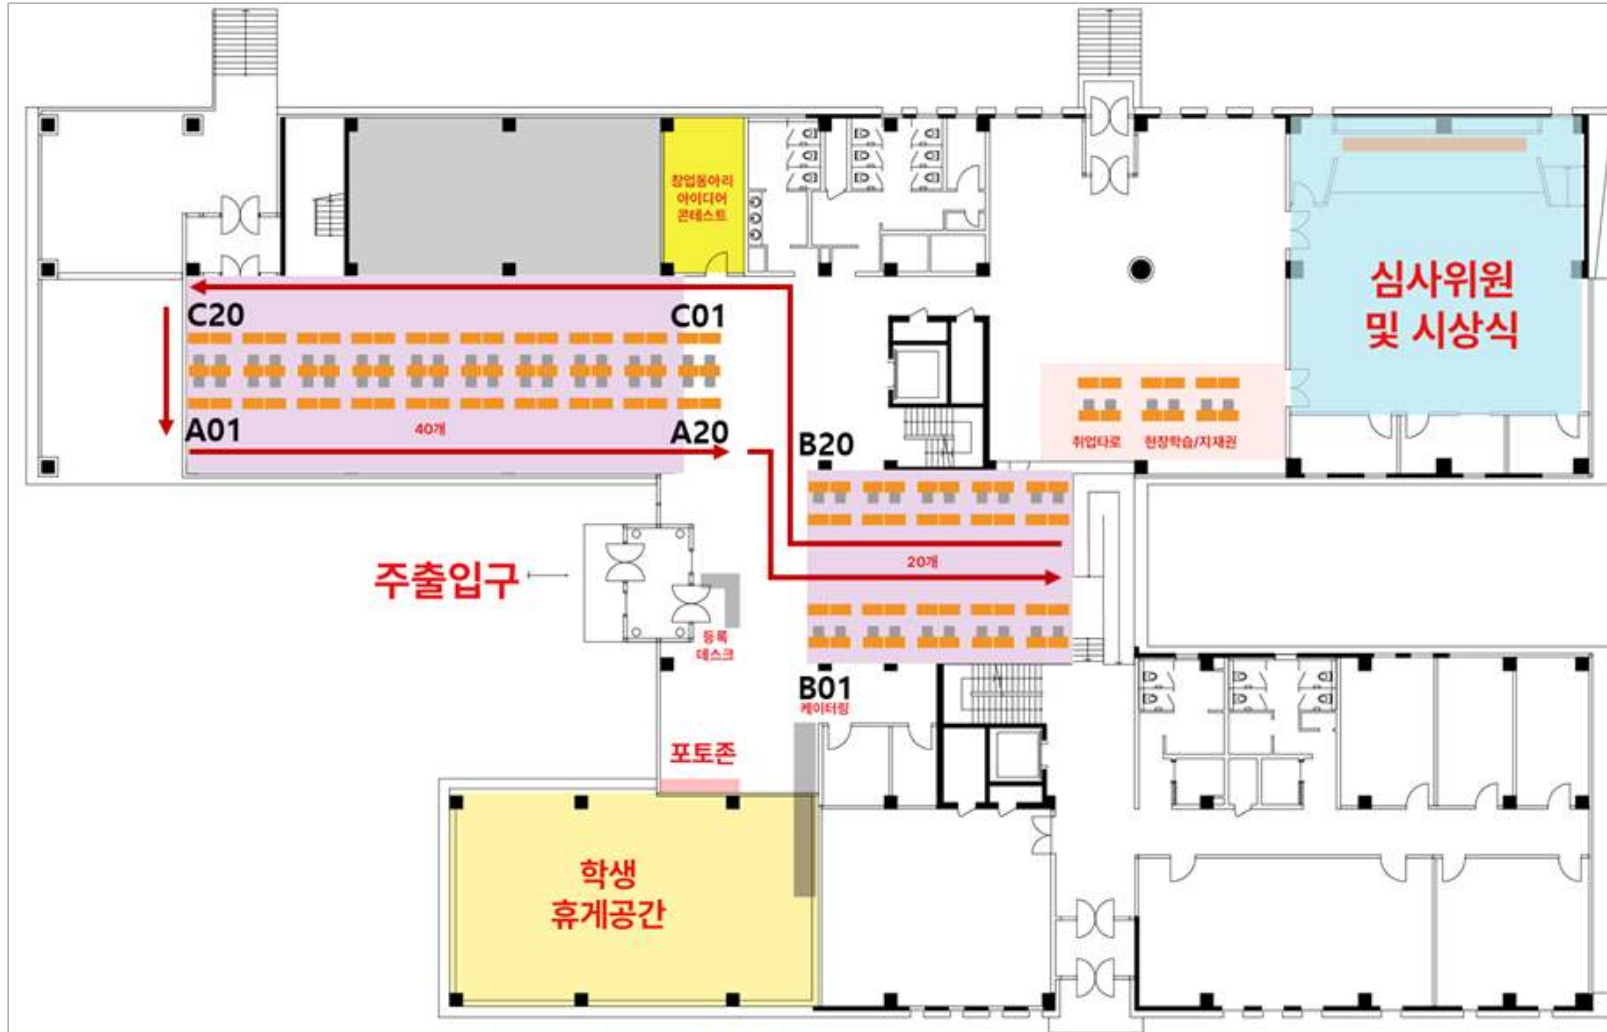 창업동아리
아이디어
콘테스트
심사위원
및 시상식
C20
C01
A01
40개
A20
취업타로
현장학습/지재권
B20
20개
주출입구
등록
데스크
B01
케이터링
포토존
학생
휴게공간